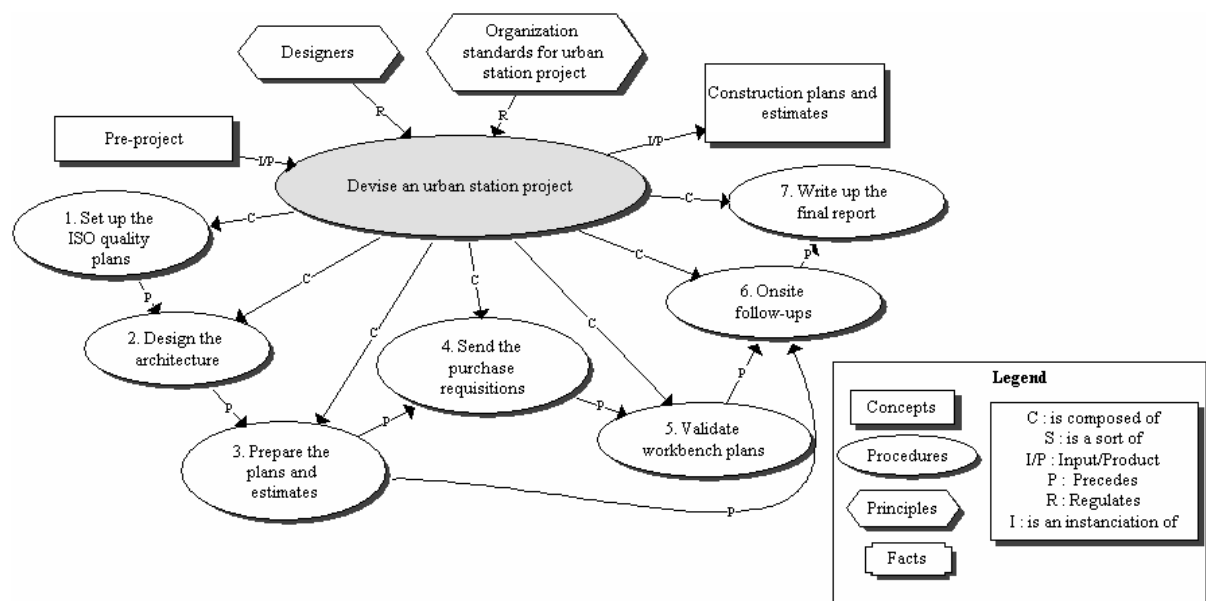 Designers
Organization
standards for urban
station project
Construction plans and
estimates
R
R
Pre-project
I/P
I/P
Devise an urban station project
7. Write up the
final report
C
1. Set up the
ISO quality
plans
C
P
C
C
C
C
C
P
6. Onsite
follow-ups
2. Design the
architecture
4. Send the
purchase
requisitions
P
P
P
P
5. Validate
workbench plans
3. Prepare the
plans and
estimates
P
Legend
Concepts
Procedures
Principles
Facts
C : is composed of
S : is a sort of
I/P : Input/Product
P : Precedes
R : Regulates
I : is an instanciation of